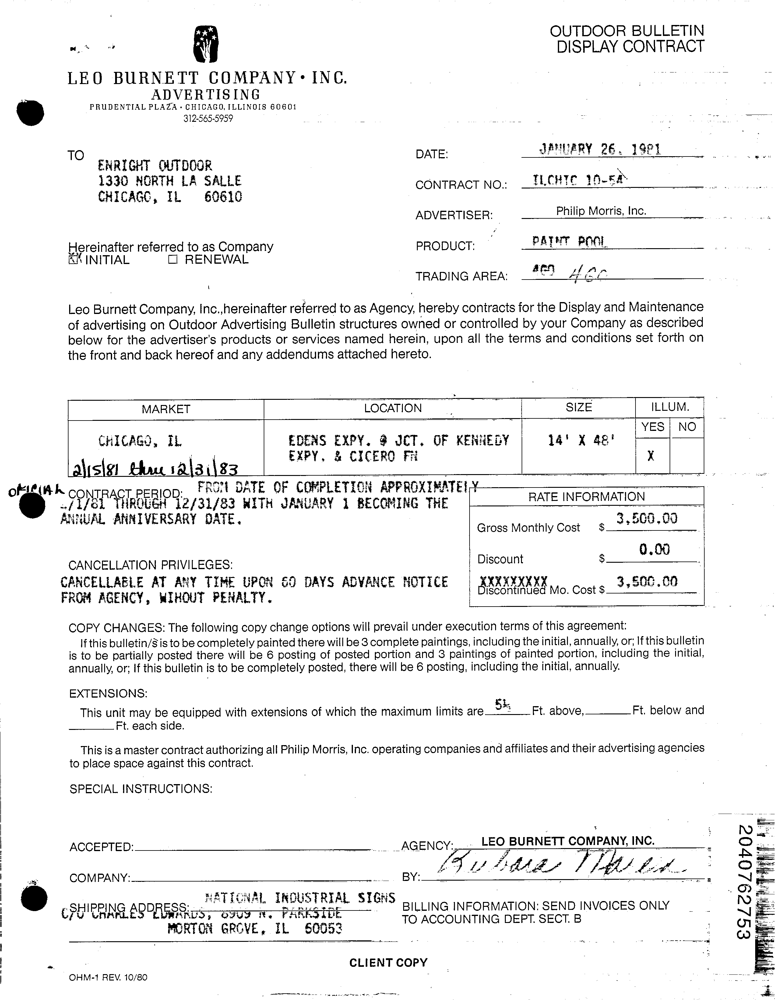 OUTDOOR BULLETIN
DISPLAY CONTRACT
LEO BURNETT COMPANY • INC.
ADVERTISING
PRUDENTIAL PLAZA • CHICAGO, ILLINOIS 60601
312-565-5959
TO
ENRIGHT OUTDOOR
1330 NORTH LA SALLE
CHICAGO, IL 60610
DATE: JANUARY 26, 1981
CONTRACT NO.: ILCHIC 10-5A
ADVERTISER: Philip Morris, Inc.
PRODUCT: PAINT POOL
TRADING AREA: 400
Hereinafter referred to as Company
INITIAL RENEWAL
Leo Burnett Company, Inc., hereinafter referred to as Agency, hereby contracts for the Display and Maintenance
of advertising on Outdoor Advertising Bulletin structures owned or controlled by your Company as described
below for the advertiser's products or services named herein, upon all the terms and conditions set forth on
the front and back hereof and any addendums attached hereto.
MARKET LOCATION SIZE ILLUM.
YES NO
CHICAGO, IL EDENS EXPY. @ JCT. OF KENNEDY 14' X 48' X
EXPY. & CICERO FN
2/15/81 thru 12/31/83
CONTRACT PERIOD: FROM DATE OF COMPLETION APPROXIMATELY
/1/81 THROUGH 12/31/83 WITH JANUARY 1 BECOMING THE
ANNUAL ANNIVERSARY DATE.
RATE INFORMATION
Gross Monthly Cost $ 3,500.00
Discount $ 0.00
XXXXXXXXX
Discontinued Mo. Cost $ 3,500.00
CANCELLATION PRIVILEGES:
CANCELLABLE AT ANY TIME UPON 60 DAYS ADVANCE NOTICE
FROM AGENCY, WIHOUT PENALTY.
COPY CHANGES: The following copy change options will prevail under execution terms of this agreement:
If this bulletin/s is to be completely painted there will be 3 complete paintings, including the initial, annually, or; If this bulletin
is to be partially posted there will be 6 posting of posted portion and 3 paintings of painted portion, including the initial,
annually, or; If this bulletin is to be completely posted, there will be 6 posting, including the initial, annually.
EXTENSIONS:
This unit may be equipped with extensions of which the maximum limits are Ft. above, Ft. below and
Ft. each side.
This is a master contract authorizing all Philip Morris, Inc. operating companies and affiliates and their advertising agencies
to place space against this contract.
SPECIAL INSTRUCTIONS:
ACCEPTED: AGENCY: LEO BURNETT COMPANY, INC.
COMPANY: BY:
SHIPPING ADDRESS: NATIONAL INDUSTRIAL SIGNS
C/O CHARLES EDWARDS, 8909 N. PARKSIDE
MORTON GROVE, IL 60053
BILLING INFORMATION: SEND INVOICES ONLY
TO ACCOUNTING DEPT. SECT. B
CLIENT COPY
OHM-1 REV. 10/80
2040762753